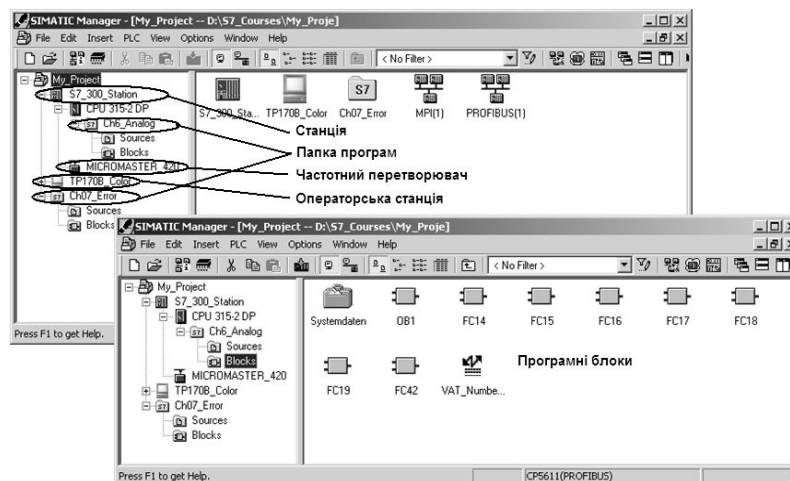 SIMATIC Manager - [My_Project -- D:\S7_Courses\My_Proje]
File Edit Insert PLC View Options Window Help
< No Filter >
My_Project
S7_300_Station
CPU 315-2 DP
Ch6_Analog
Sources
Blocks
MICROMASTER_420
TP170B_Color
Ch07_Error
Sources
Blocks
S7_300_Sta... TP170B_Color Ch07_Error MPI(1) PROFIBUS(1)
Станція
Папка програм
Частотний перетворювач
Операторська станція
Press F1 to get Help.
SIMATIC Manager - [My_Project -- D:\S7_Courses\My_Proje]
File Edit Insert PLC View Options Window Help
< No Filter >
My_Project
S7_300_Station
CPU 315-2 DP
Ch6_Analog
Sources
Blocks
MICROMASTER_420
TP170B_Color
Ch07_Error
Sources
Blocks
Systemdaten OB1 FC14 FC15 FC16 FC17 FC18
FC19 FC42 VAT_Numbe...
Програмні блоки
Press F1 to get Help.
CP5611(PROFIBUS)